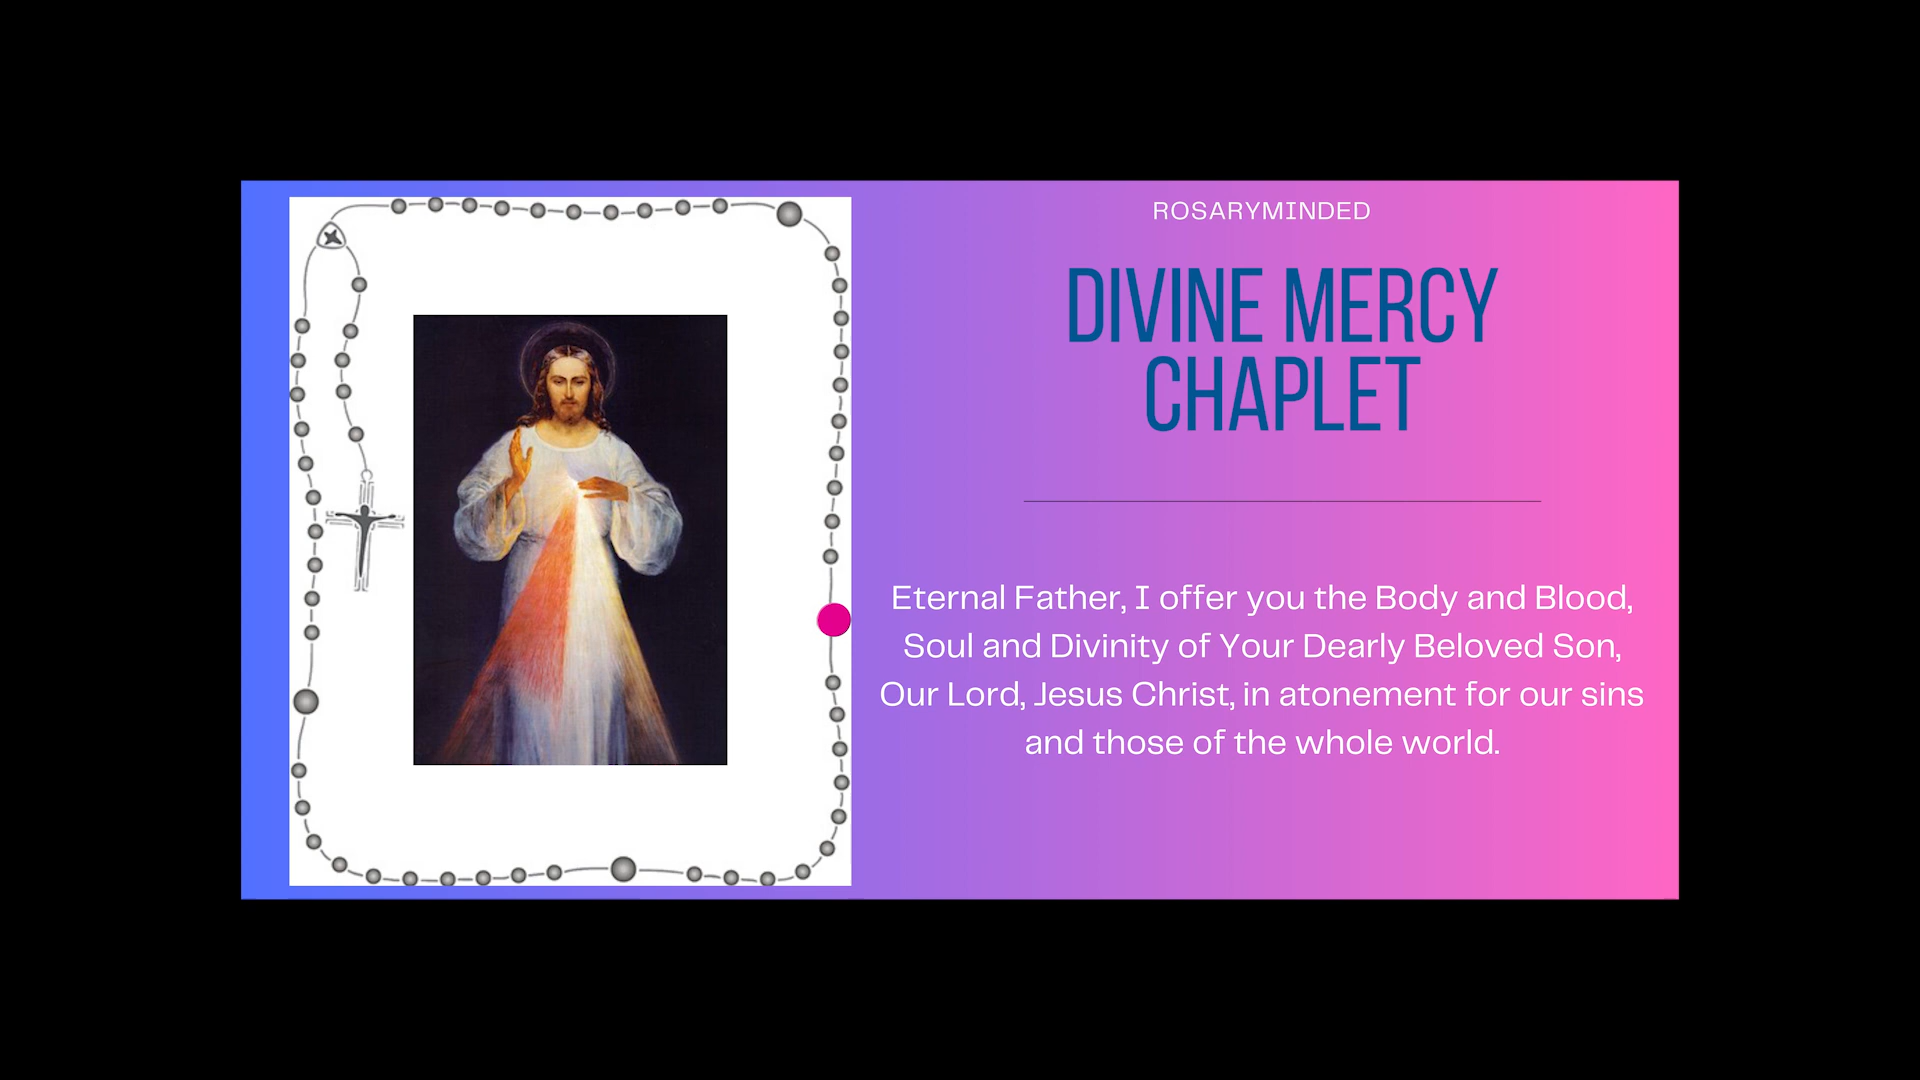 ROSARYMINDED
DIVINE MERCY
CHAPLET
Eternal Father, I offer you the Body and Blood,
Soul and Divinity of Your Dearly Beloved Son,
Our Lord, Jesus Christ, in atonement for our sins
and those of the whole world.